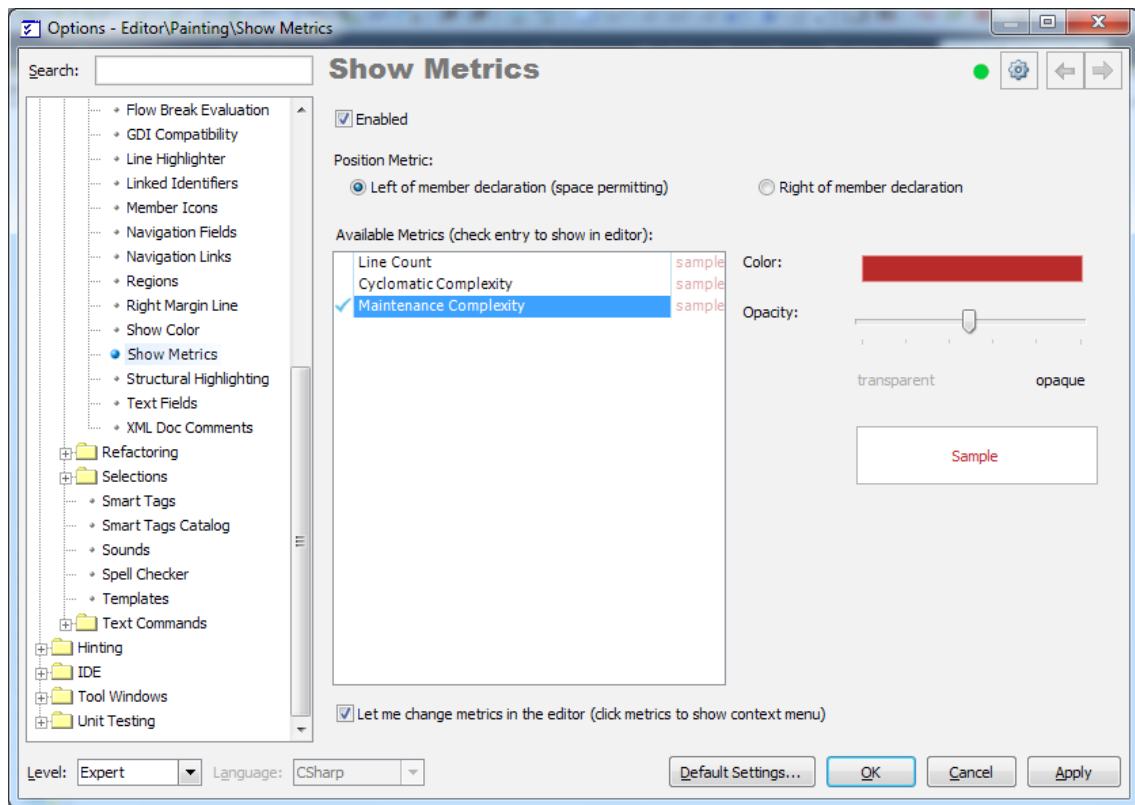 Options - Editor\Painting\Show Metrics
Search:
Flow Break Evaluation
GDI Compatibility
Line Highlighter
Linked Identifiers
Member Icons
Navigation Fields
Navigation Links
Regions
Right Margin Line
Show Color
Show Metrics
Structural Highlighting
Text Fields
XML Doc Comments
Refactoring
Selections
Smart Tags
Smart Tags Catalog
Sounds
Spell Checker
Templates
Text Commands
Hinting
IDE
Tool Windows
Unit Testing
Show Metrics
Enabled
Position Metric:
Left of member declaration (space permitting) Right of member declaration
Available Metrics (check entry to show in editor):
Line Count sample
Cyclomatic Complexity sample
Maintenance Complexity sample
Color:
Opacity:
transparent opaque
Sample
Let me change metrics in the editor (click metrics to show context menu)
Level: Expert Language: CSharp Default Settings... OK Cancel Apply